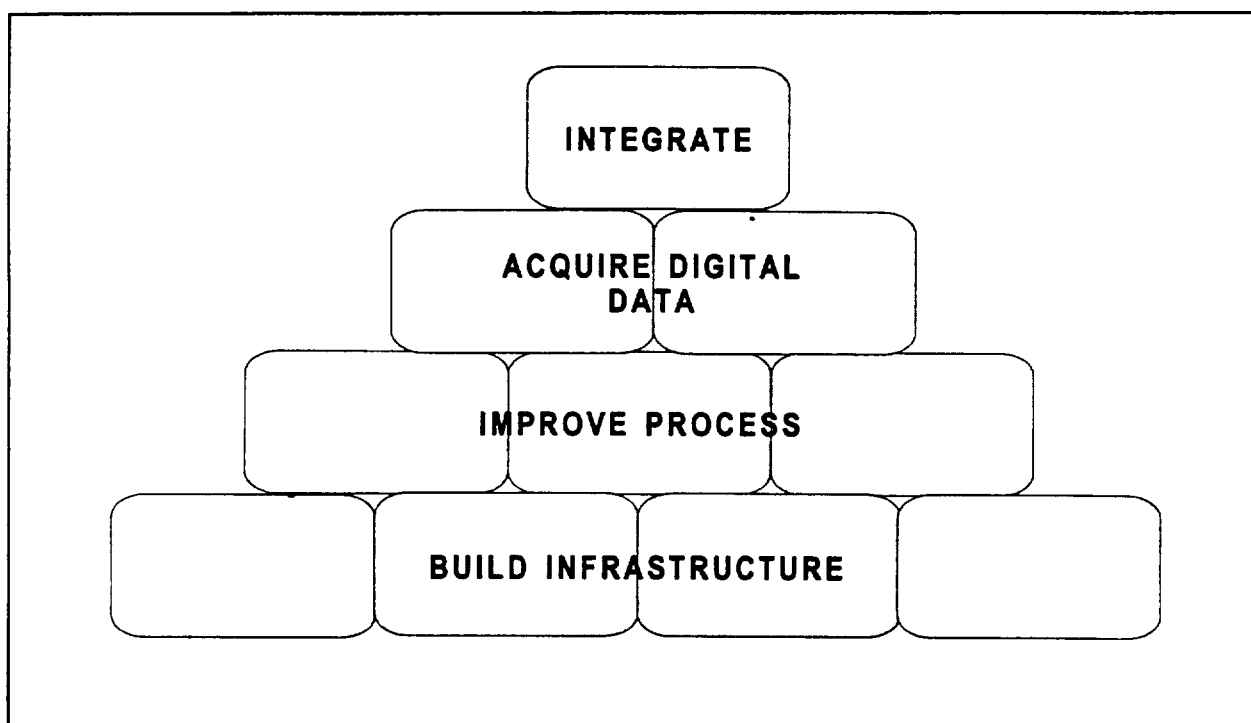 INTEGRATE
ACQUIRE DIGITAL
DATA
IMPROVE PROCESS
BUILD INFRASTRUCTURE